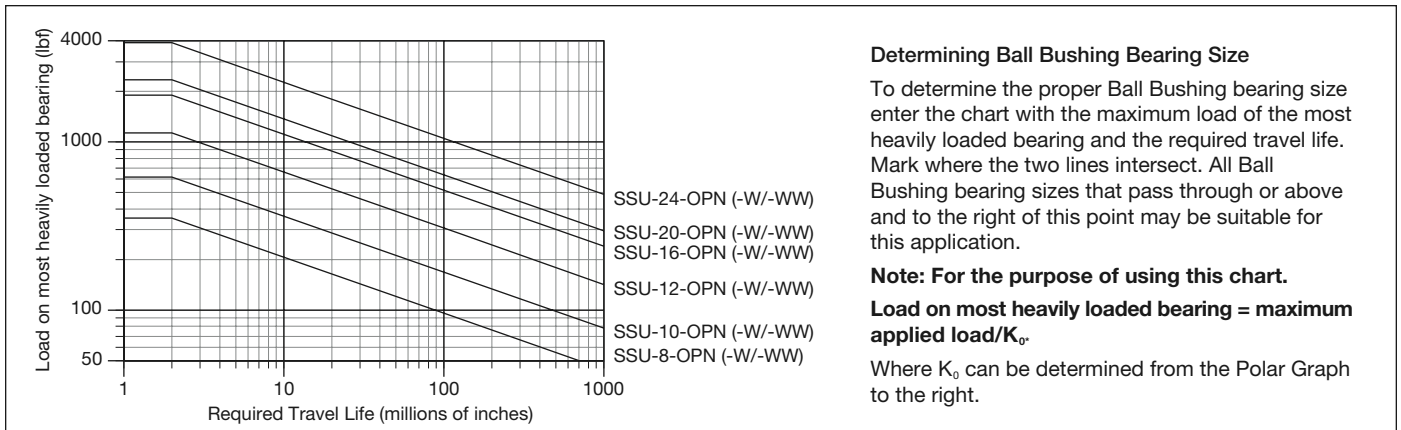 Load on most heavily loaded bearing (lbf)
4000
1000
100
50
1
10
100
1000
Required Travel Life (millions of inches)
SSU-24-OPN (-W/-WW)
SSU-20-OPN (-W/-WW)
SSU-16-OPN (-W/-WW)
SSU-12-OPN (-W/-WW)
SSU-10-OPN (-W/-WW)
SSU-8-OPN (-W/-WW)
Determining Ball Bushing Bearing Size
To determine the proper Ball Bushing bearing size
enter the chart with the maximum load of the most
heavily loaded bearing and the required travel life.
Mark where the two lines intersect. All Ball
Bushing bearing sizes that pass through or above
and to the right of this point may be suitable for
this application.
Note: For the purpose of using this chart.
Load on most heavily loaded bearing = maximum
applied load/K₀.
Where K₀ can be determined from the Polar Graph
to the right.